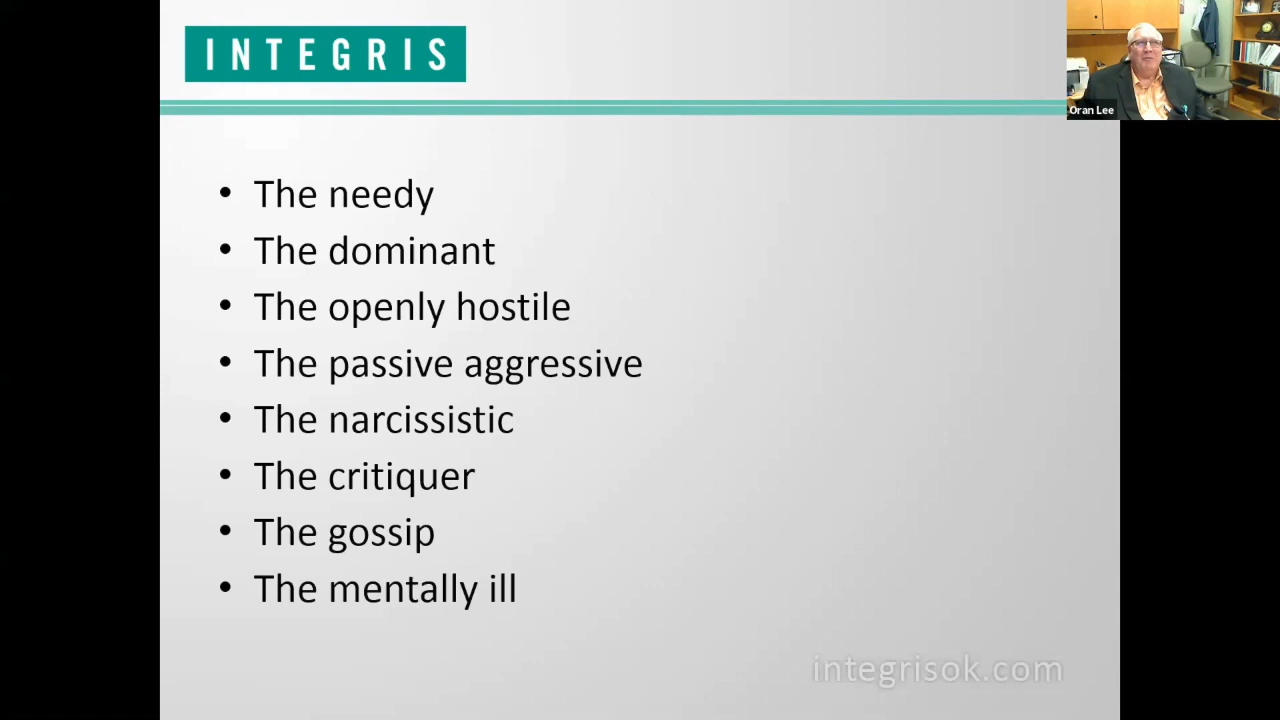 INTEGRIS
Oran Lee
• The needy
• The dominant
• The openly hostile
• The passive aggressive
• The narcissistic
• The critiquer
• The gossip
• The mentally ill
integrisok.com